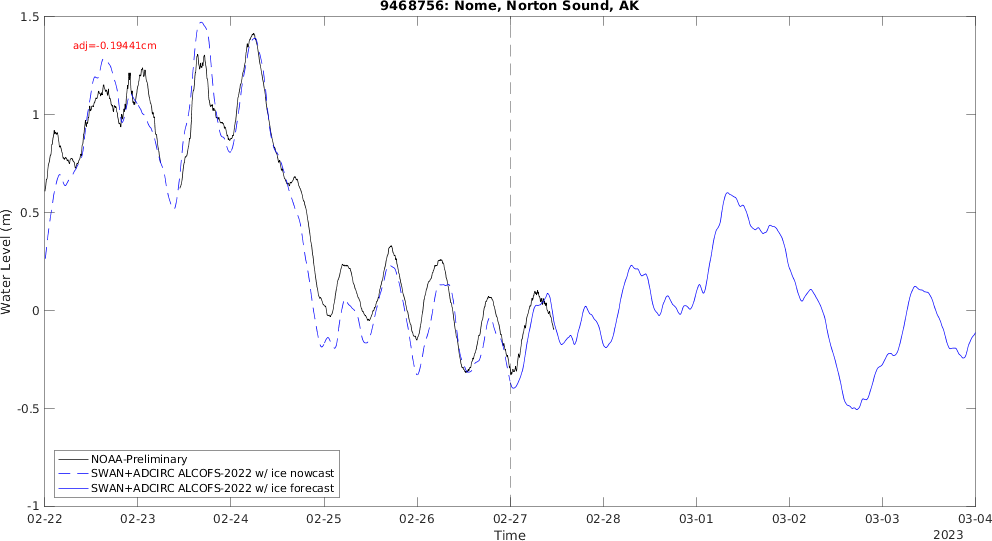 9468756: Nome, Norton Sound, AK
adj=-0.19441cm
Water Level (m)
1.5
1
0.5
0
-0.5
-1
NOAA-Preliminary
SWAN+ADCIRC ALCOFS-2022 w/ ice nowcast
SWAN+ADCIRC ALCOFS-2022 w/ ice forecast
02-22 02-23 02-24 02-25 02-26 02-27 02-28 03-01 03-02 03-03 03-04
Time
2023